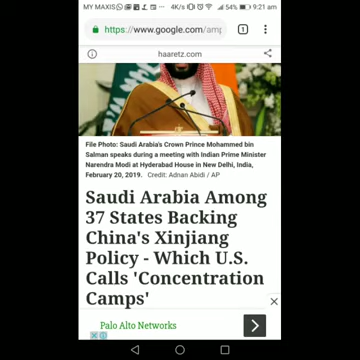 MY MAXIS 4K/s 54% 9:21 am
https://www.google.com/amp 1
haaretz.com
File Photo: Saudi Arabia's Crown Prince Mohammed bin
Salman speaks during a meeting with Indian Prime Minister
Narendra Modi at Hyderabad House in New Delhi, India,
February 20, 2019. Credit: Adnan Abidi / AP
Saudi Arabia Among
37 States Backing
China's Xinjiang
Policy - Which U.S.
Calls 'Concentration
Camps'
Palo Alto Networks